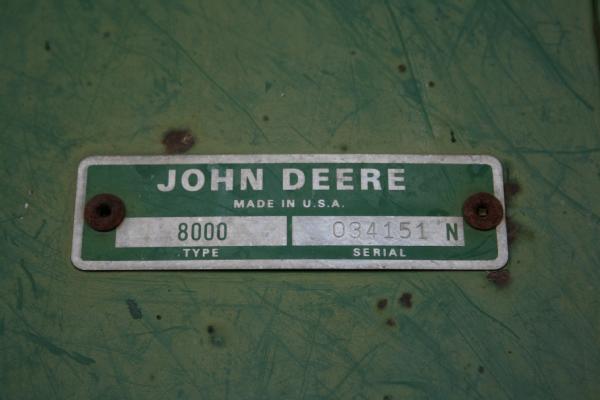 JOHN DEERE
MADE IN U.S.A.
8000 034151 N
TYPE SERIAL